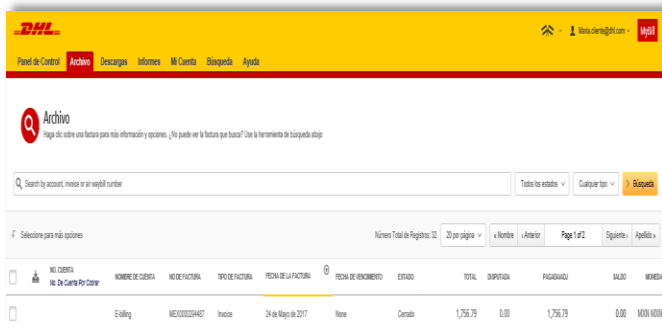 DHL
Maria.cliente@dhl.com
MyBill
Panel de Control Archivo Descargas Informes Mi Cuenta Búsqueda Ayuda
Archivo
Haga clic sobre una factura para más información y opciones. ¿No puede ver la factura que busca? Use la herramienta de búsqueda abajo
Search by account, invoice or air waybill number Todos los estados Cualquier tipo Búsqueda
Seleccione para más opciones Número Total de Registros: 32 20 por página « Nombre ‹ Anterior Page 1 of 2 Siguiente › Apellido »
NO. CUENTA
No. De Cuenta Por Cobrar NOMBRE DE CUENTA NO DE FACTURA TIPO DE FACTURA FECHA DE LA FACTURA FECHA DE VENCIMIENTO ESTADO TOTAL DISPUTADA PAGADA/ADJ SALDO MONEDA
E-billing MEX0000294487 Invoice 24 de Mayo de 2017 None Cerrado 1,756.79 0.00 1,756.79 0.00 MXN MXN